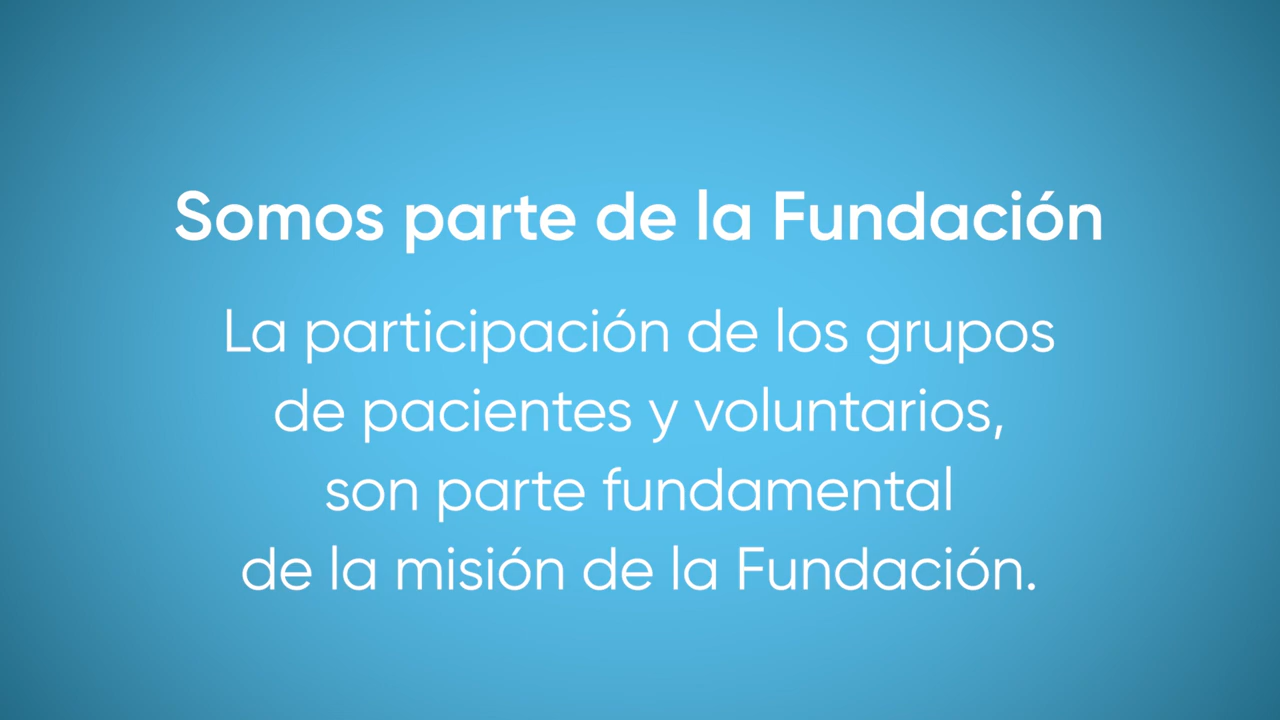 Somos parte de la Fundación
La participación de los grupos
de pacientes y voluntarios,
son parte fundamental
de la misión de la Fundación.